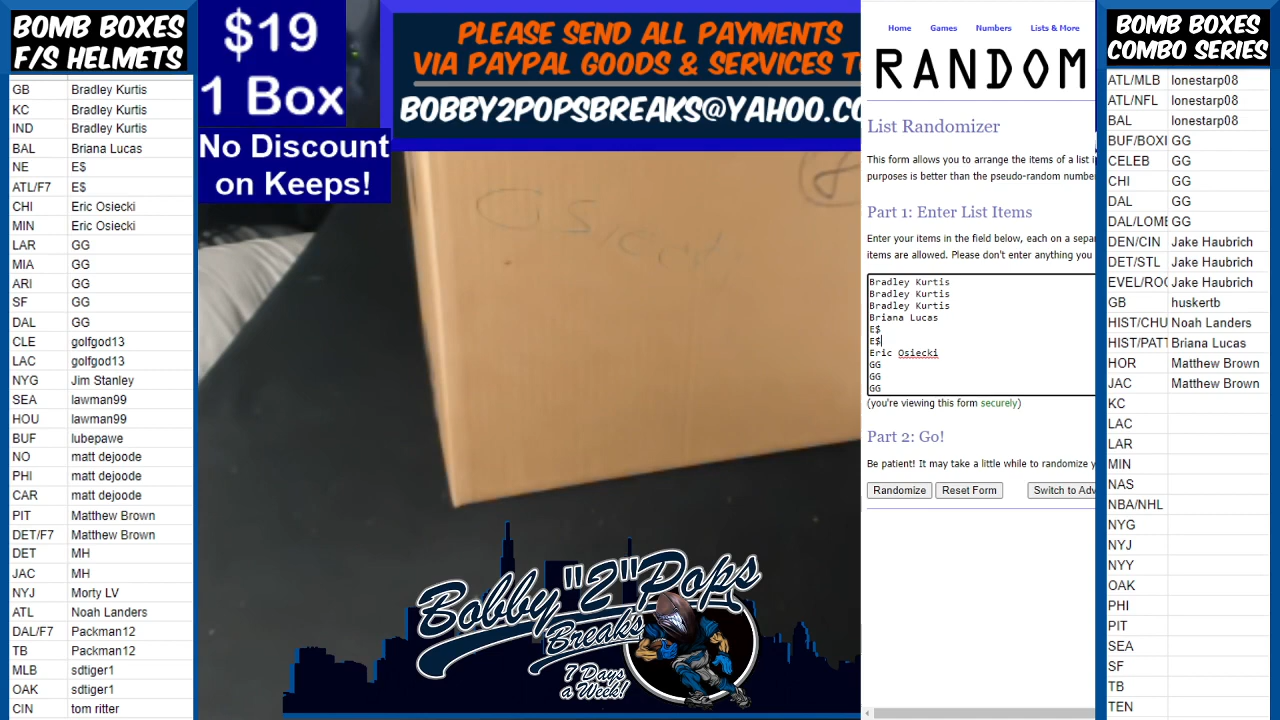 BOMB BOXES
F/S HELMETS
GB Bradley Kurtis
KC Bradley Kurtis
IND Bradley Kurtis
BAL Briana Lucas
NE E$
ATL/F7 E$
CHI Eric Osiecki
MIN Eric Osiecki
LAR GG
MIA GG
ARI GG
SF GG
DAL GG
CLE golfgod13
LAC golfgod13
NYG Jim Stanley
SEA lawman99
HOU lawman99
BUF lubepawe
NO matt dejoode
PHI matt dejoode
CAR matt dejoode
PIT Matthew Brown
DET/F7 Matthew Brown
DET MH
JAC MH
NYJ Morty LV
ATL Noah Landers
DAL/F7 Packman12
TB Packman12
MLB sdtiger1
OAK sdtiger1
CIN tom ritter
$19
1 Box
No Discount
on Keeps!
PLEASE SEND ALL PAYMENTS
VIA PAYPAL GOODS & SERVICES T
BOBBY2POPSBREAKS@YAHOO.CO
Osiecki
Bobby "2" Pops
Breaks
7 Days
a Week!
Home Games Numbers Lists & More
RANDOM
List Randomizer
This form allows you to arrange the items of a list i
purposes is better than the pseudo-random numbe
Part 1: Enter List Items
Enter your items in the field below, each on a sepa
items are allowed. Please don't enter anything you
Bradley Kurtis
Bradley Kurtis
Bradley Kurtis
Briana Lucas
E$
E$
Eric Osiecki
GG
GG
GG
(you're viewing this form securely)
Part 2: Go!
Be patient! It may take a little while to randomize y
Randomize Reset Form Switch to Adv
BOMB BOXES
COMBO SERIES
ATL/MLB lonestarp08
ATL/NFL lonestarp08
BAL lonestarp08
BUF/BOXI GG
CELEB GG
CHI GG
DAL GG
DAL/LOME GG
DEN/CIN Jake Haubrich
DET/STL Jake Haubrich
EVEL/ROC Jake Haubrich
GB huskertb
HIST/CHU Noah Landers
HIST/PATT Briana Lucas
HOR Matthew Brown
JAC Matthew Brown
KC
LAC
LAR
MIN
NAS
NBA/NHL
NYG
NYJ
NYY
OAK
PHI
PIT
SEA
SF
TB
TEN